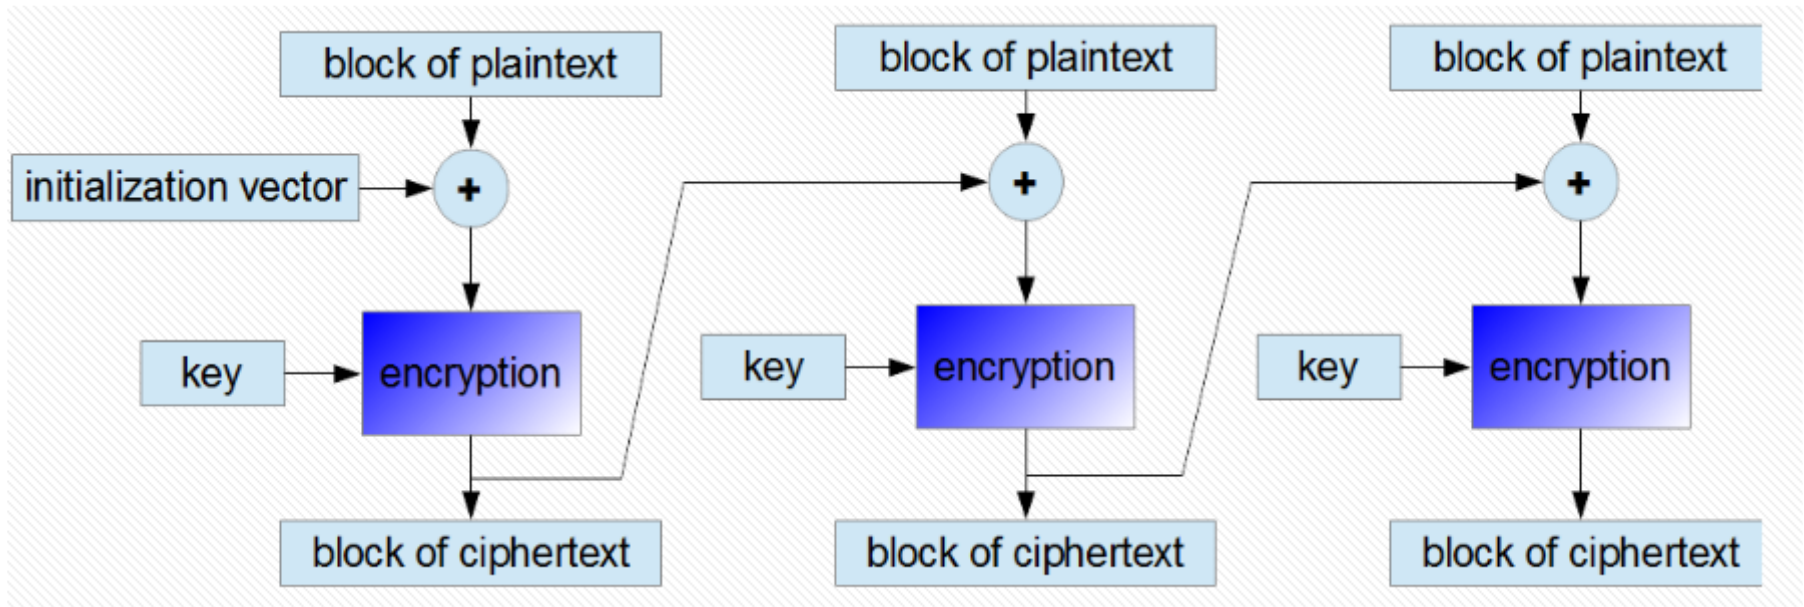 block of plaintext
block of plaintext
block of plaintext
initialization vector
+
+
+
key
encryption
key
encryption
key
encryption
block of ciphertext
block of ciphertext
block of ciphertext